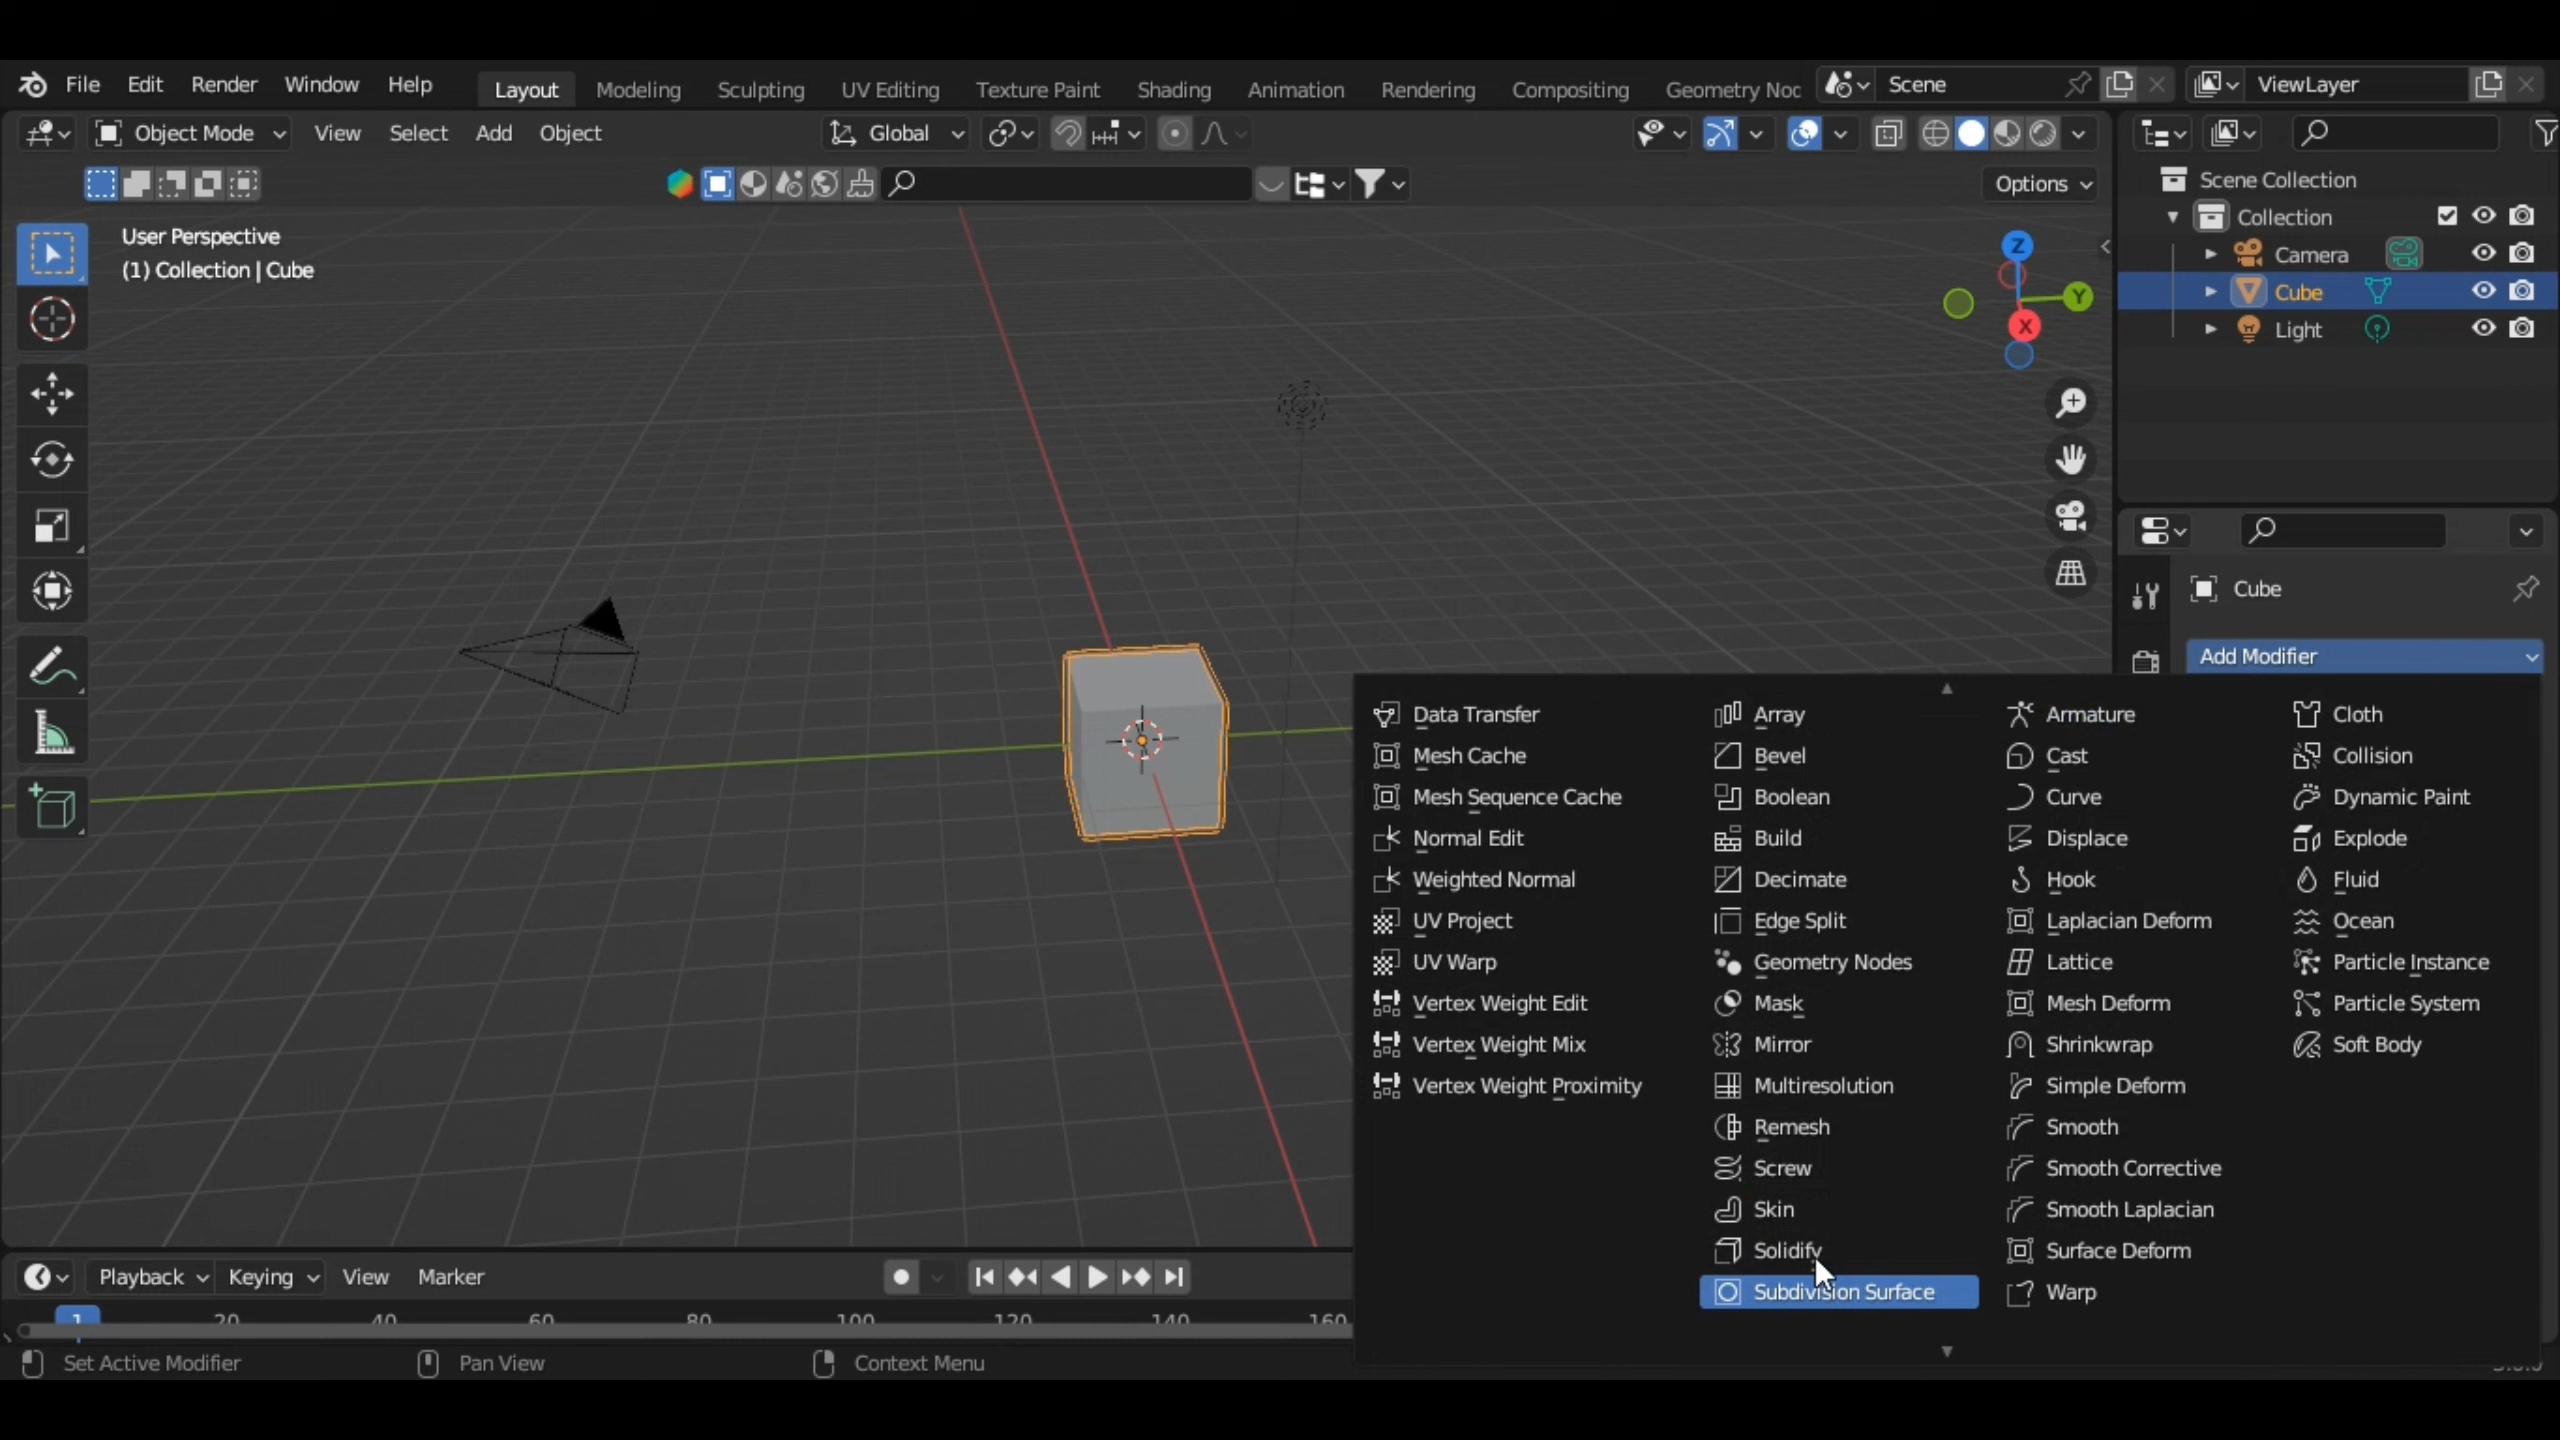 File Edit Render Window Help Layout Modeling Sculpting UV Editing Texture Paint Shading Animation Rendering Compositing Geometry Noc Scene ViewLayer
Object Mode View Select Add Object Global
Options
User Perspective
(1) Collection | Cube
Z
Y
X
Scene Collection
Collection
Camera
Cube
Light
Cube
Add Modifier
Data Transfer
Mesh Cache
Mesh Sequence Cache
Normal Edit
Weighted Normal
UV Project
UV Warp
Vertex Weight Edit
Vertex Weight Mix
Vertex Weight Proximity
Array
Bevel
Boolean
Build
Decimate
Edge Split
Geometry Nodes
Mask
Mirror
Multiresolution
Remesh
Screw
Skin
Solidify
Subdivision Surface
Armature
Cast
Curve
Displace
Hook
Laplacian Deform
Lattice
Mesh Deform
Shrinkwrap
Simple Deform
Smooth
Smooth Corrective
Smooth Laplacian
Surface Deform
Warp
Cloth
Collision
Dynamic Paint
Explode
Fluid
Ocean
Particle Instance
Particle System
Soft Body
Playback Keying View Marker
1 20 40 60 80 100 120 140 160
Set Active Modifier Pan View Context Menu